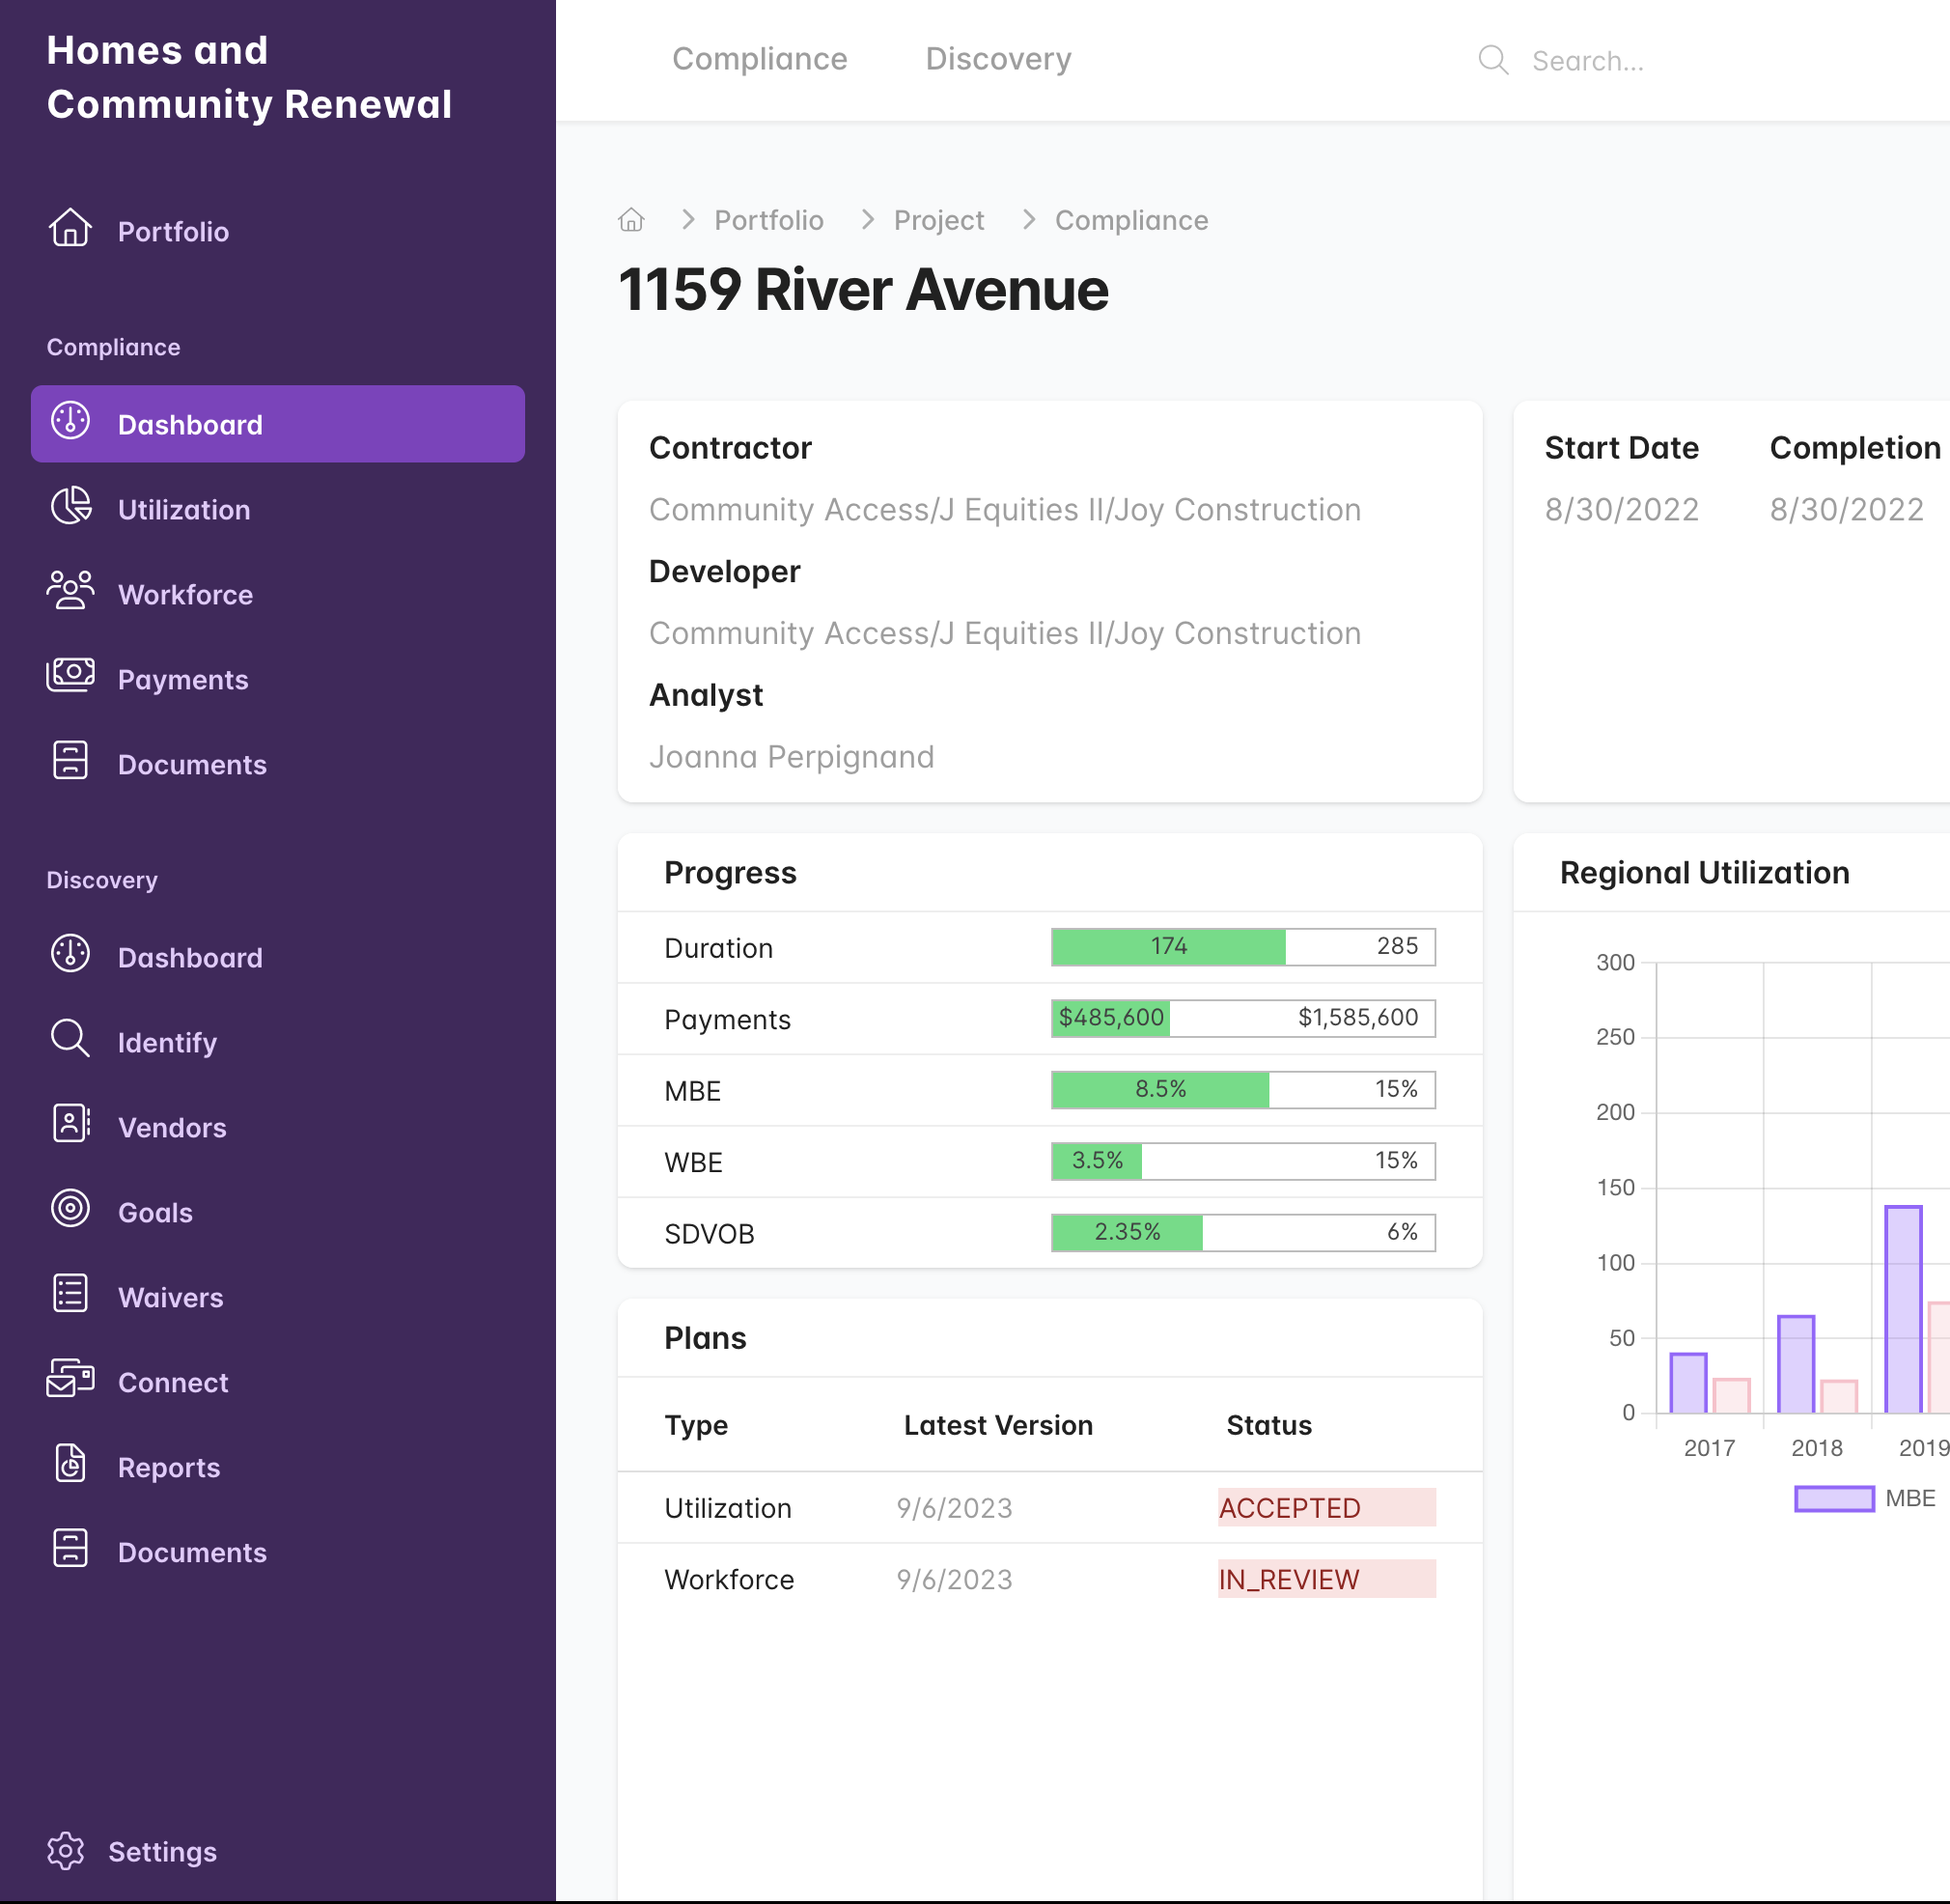 Homes and
Community Renewal
Portfolio
Compliance
Dashboard
Utilization
Workforce
Payments
Documents
Discovery
Dashboard
Identify
Vendors
Goals
Waivers
Connect
Reports
Documents
Settings
Compliance Discovery Search...
Portfolio Project Compliance
1159 River Avenue
Contractor
Community Access/J Equities II/Joy Construction
Developer
Community Access/J Equities II/Joy Construction
Analyst
Joanna Perpignand
Start Date Completion
8/30/2022 8/30/2022
Progress
Duration 174 285
Payments $485,600 $1,585,600
MBE 8.5% 15%
WBE 3.5% 15%
SDVOB 2.35% 6%
Plans
Type Latest Version Status
Utilization 9/6/2023 ACCEPTED
Workforce 9/6/2023 IN_REVIEW
Regional Utilization
300
250
200
150
100
50
0
2017 2018 2019
MBE